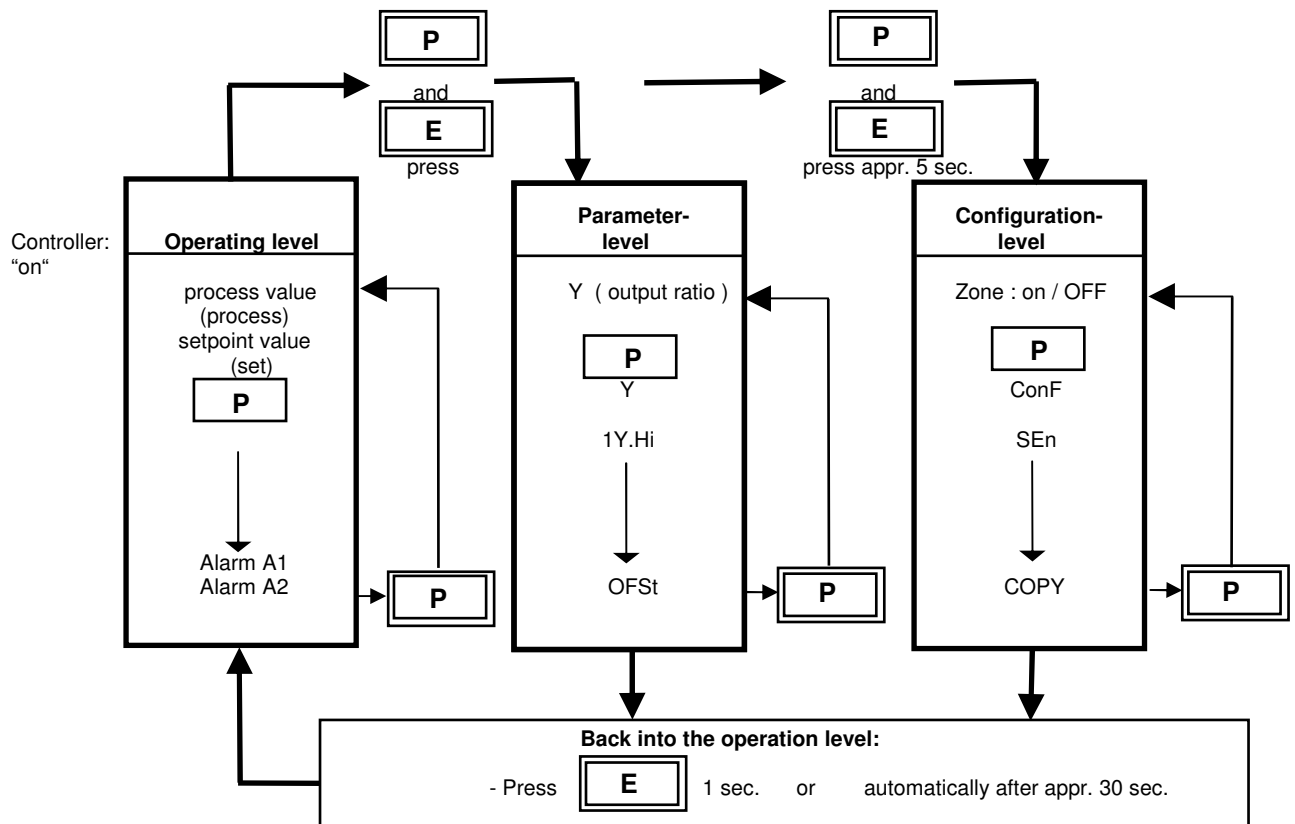 P
and
E
press
P
and
E
press appr. 5 sec.
Controller:
“on“
Operating level
process value
(process)
setpoint value
(set)
P
Alarm A1
Alarm A2
P
Parameter-
level
Y ( output ratio )
P
Y
1Y.Hi
OFSt
P
Configuration-
level
Zone : on / OFF
P
ConF
SEn
COPY
P
Back into the operation level:
- Press E 1 sec. or automatically after appr. 30 sec.